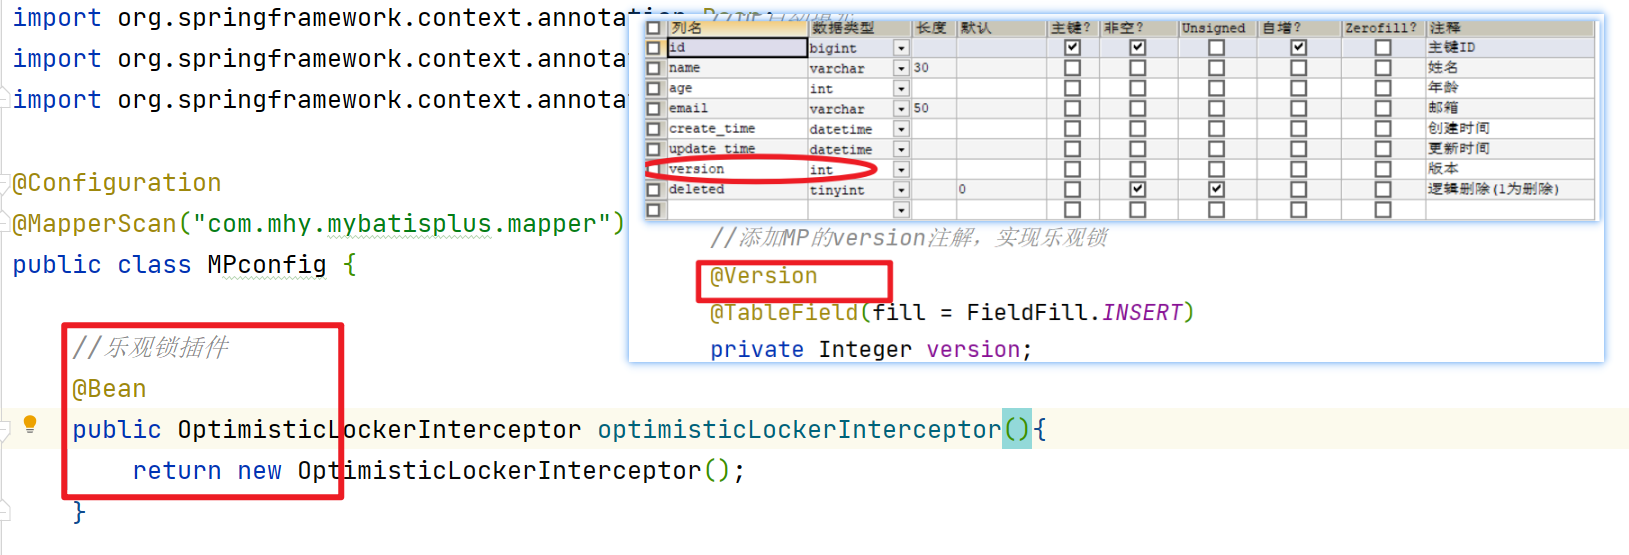 import org.springframework.context.annotation
import org.springframework.context.annota
import org.springframework.context.annota
@Configuration
@MapperScan("com.mhy.mybatisplus.mapper")
public class MPconfig {
//乐观锁插件
@Bean
public OptimisticLockerInterceptor optimisticLockerInterceptor(){
return new OptimisticLockerInterceptor();
}
列名 数据类型 长度 默认 主键? 非空? Unsigned 自增? Zerofill? 注释
id bigint 主键ID
name varchar 30 姓名
age int 年龄
email varchar 50 邮箱
create_time datetime 创建时间
update_time datetime 更新时间
version int 版本
deleted tinyint 0 逻辑删除(1为删除)
//添加MP的version注解，实现乐观锁
@Version
@TableField(fill = FieldFill.INSERT)
private Integer version;